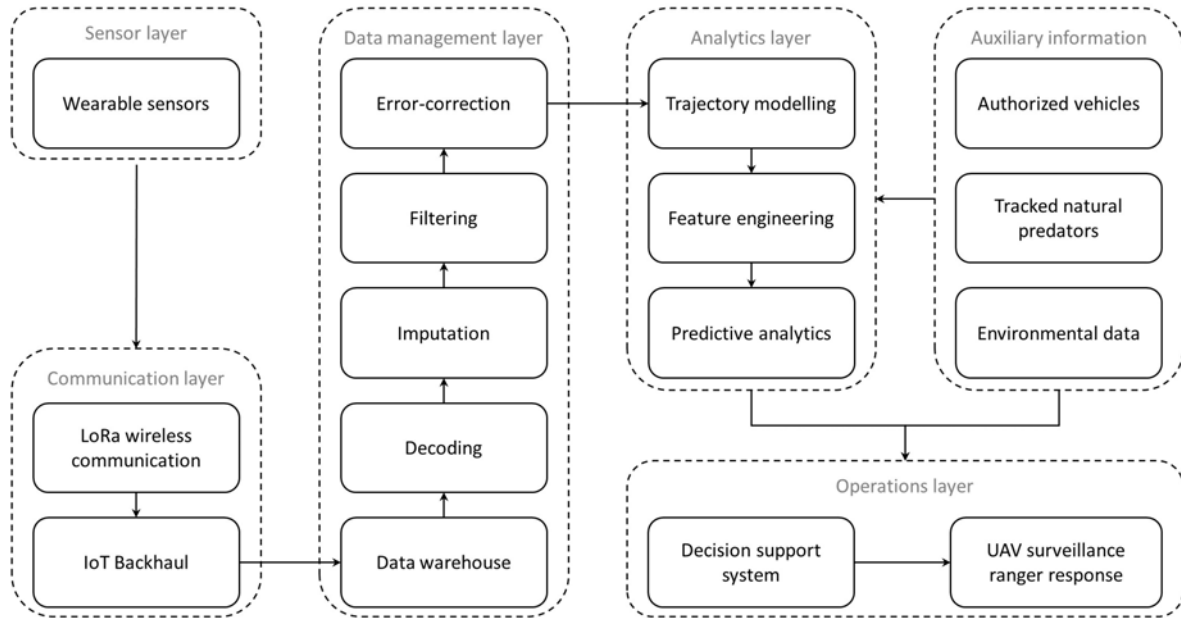 Sensor layer
Wearable sensors
Communication layer
LoRa wireless
communication
IoT Backhaul
Data management layer
Error-correction
Filtering
Imputation
Decoding
Data warehouse
Analytics layer
Trajectory modelling
Feature engineering
Predictive analytics
Auxiliary information
Authorized vehicles
Tracked natural
predators
Environmental data
Operations layer
Decision support
system
UAV surveillance
ranger response